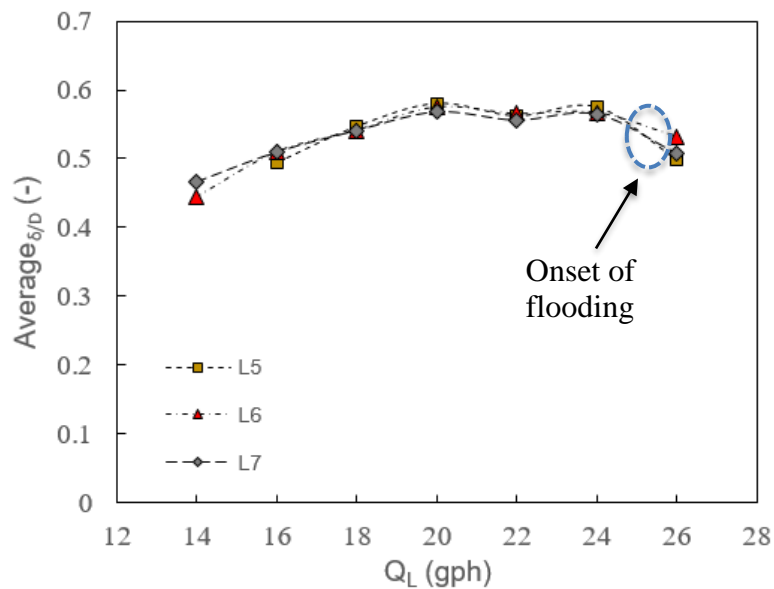 0.7
0.6
0.5
0.4
0.3
0.2
0.1
0
Average δ/D (-)
Onset of
flooding
L5
L6
L7
12 14 16 18 20 22 24 26 28
QL (gph)